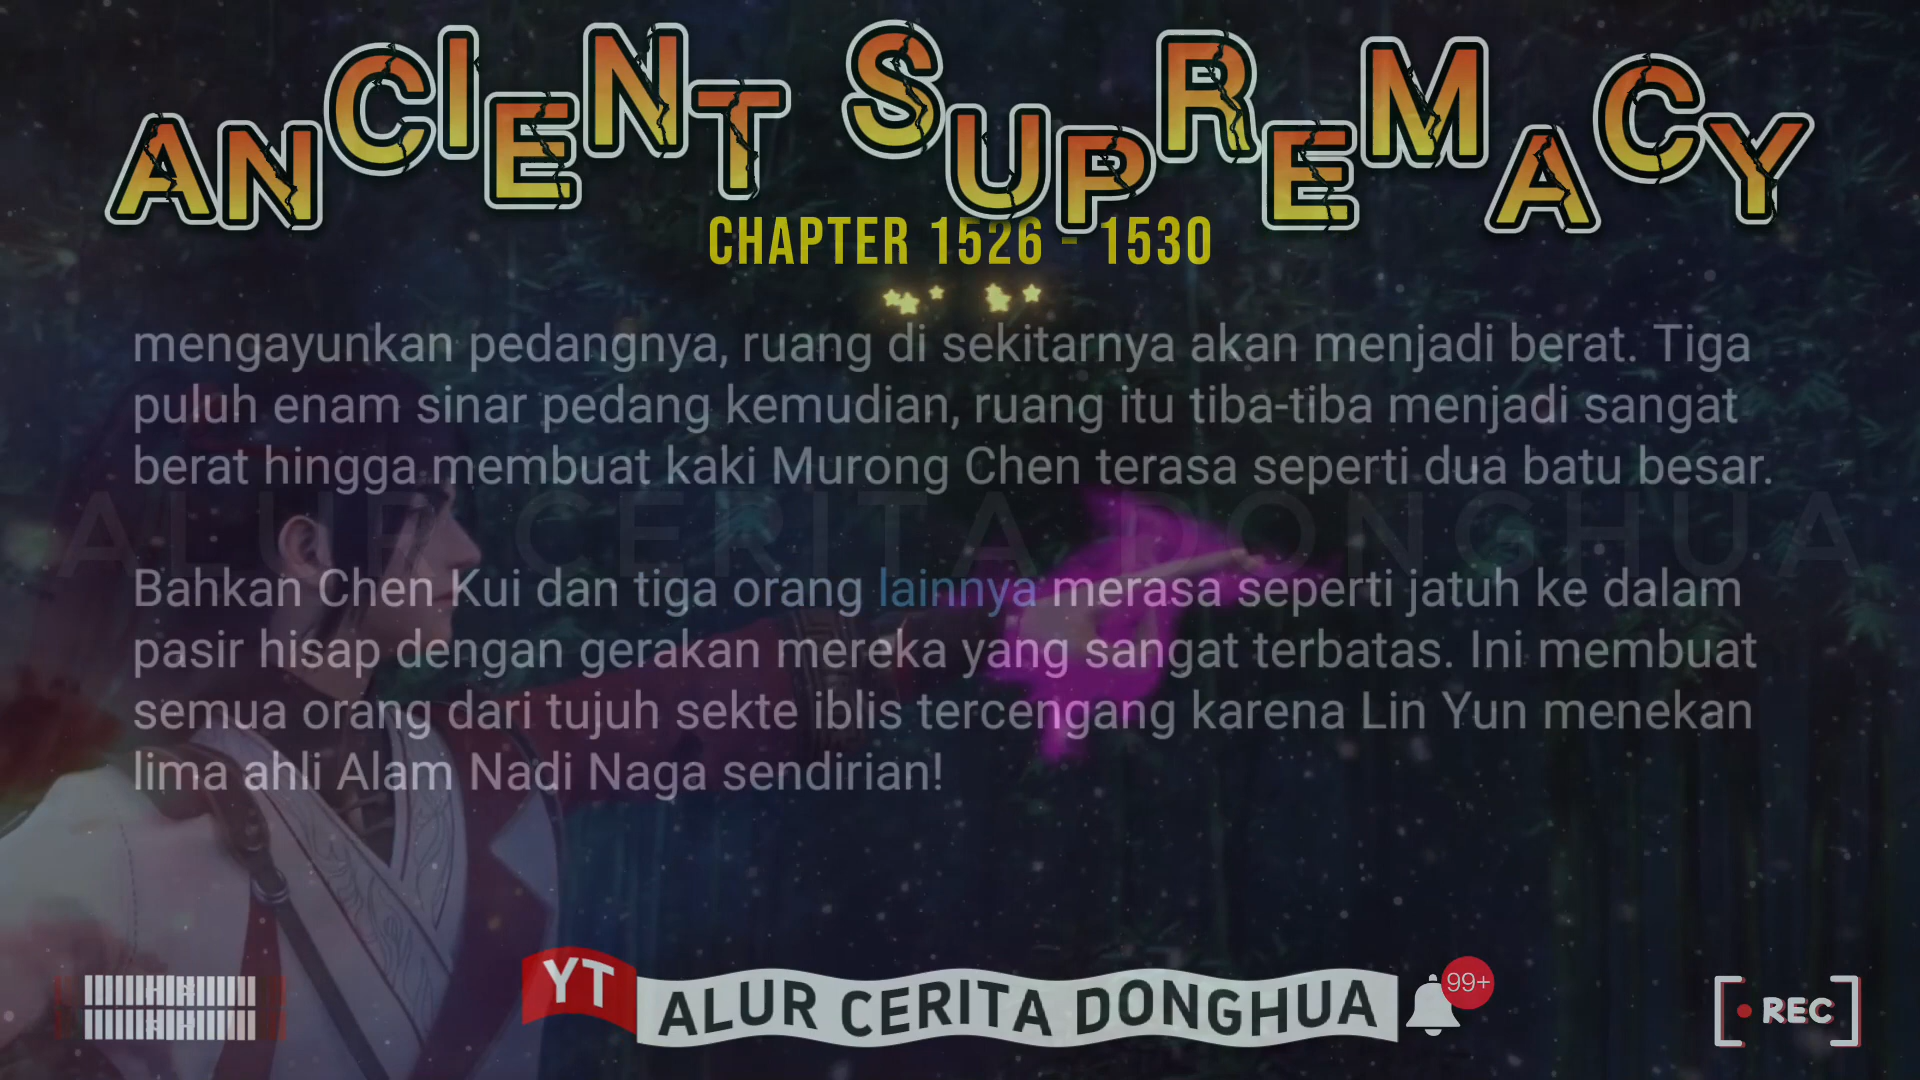 ANCIENT SUPREMACY
CHAPTER 1526 - 1530
mengayunkan pedangnya, ruang di sekitarnya akan menjadi berat. Tiga
puluh enam sinar pedang kemudian, ruang itu tiba-tiba menjadi sangat
berat hingga membuat kaki Murong Chen terasa seperti dua batu besar.
ALUR CERITA DONGHUA
Bahkan Chen Kui dan tiga orang lainnya merasa seperti jatuh ke dalam
pasir hisap dengan gerakan mereka yang sangat terbatas. Ini membuat
semua orang dari tujuh sekte iblis tercengang karena Lin Yun menekan
lima ahli Alam Nadi Naga sendirian!
YT ALUR CERITA DONGHUA 99+
REC